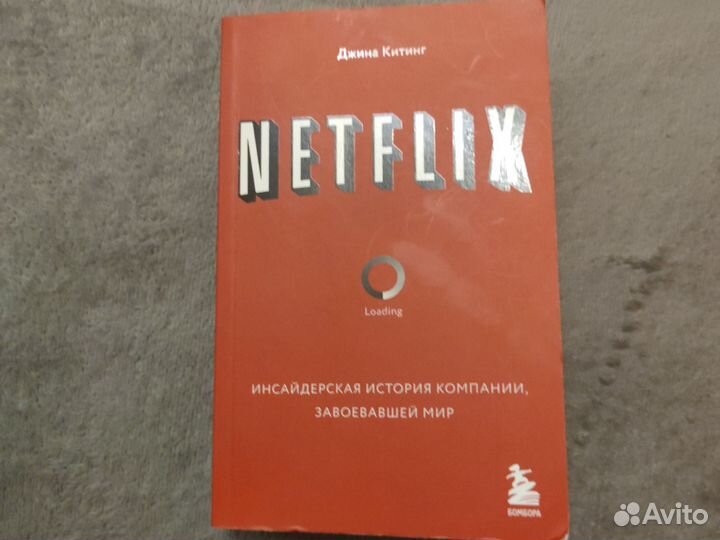 Джина Китинг
NETFLIX
Loading
ИНСАЙДЕРСКАЯ ИСТОРИЯ КОМПАНИИ,
ЗАВОЕВАВШЕЙ МИР
БОМБОРА
Avito